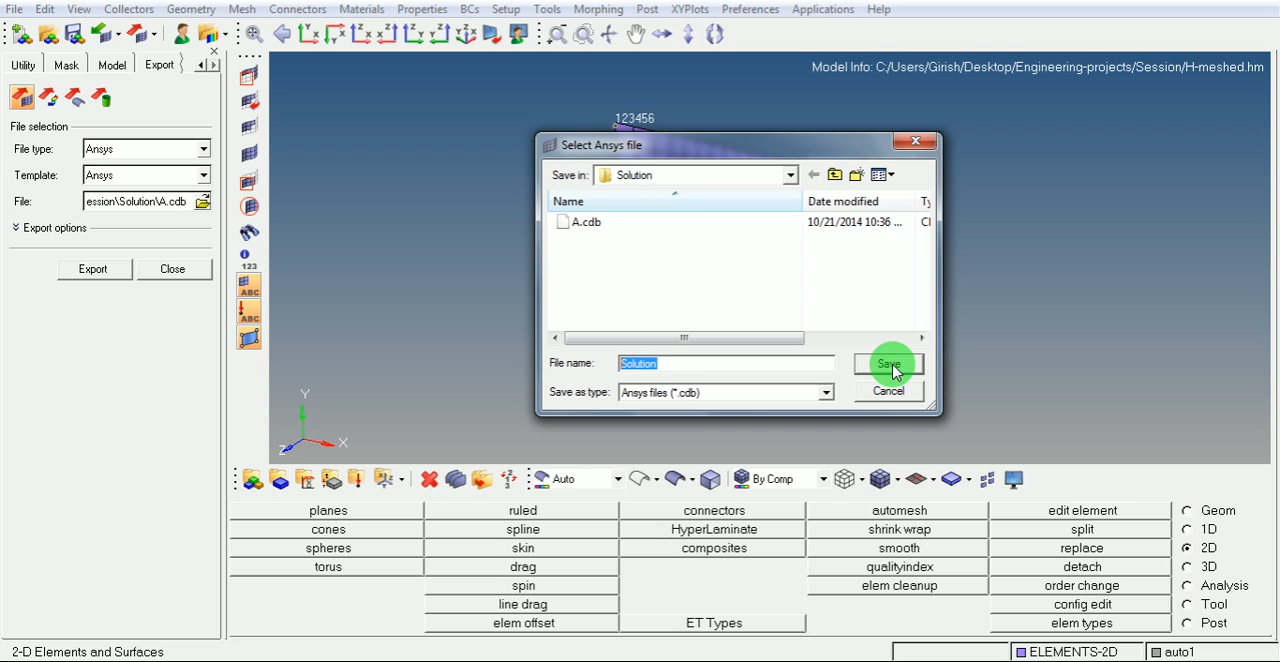 File Edit View Collectors Geometry Mesh Connectors Materials Properties BCs Setup Tools Morphing Post XYPlots Preferences Applications Help
Utility Mask Model Export
Model Info: C:/Users/Girish/Desktop/Engineering-projects/Session/H-meshed.hm
File selection
File type: Ansys
Template: Ansys
File: ession\Solution\A.cdb
Export options
Export Close
123
ABC
ABC
123456
Select Ansys file
Save in: Solution
Name Date modified Ty
A.cdb 10/21/2014 10:36 ... Cl
File name: Solution Save
Save as type: Ansys files (*.cdb) Cancel
Y
X
Z
Auto By Comp
planes ruled connectors automesh edit element Geom
cones spline HyperLaminate shrink wrap split 1D
spheres skin composites smooth replace 2D
torus drag qualityindex detach 3D
spin elem cleanup order change Analysis
line drag config edit Tool
elem offset ET Types elem types Post
2-D Elements and Surfaces ELEMENTS-2D auto1